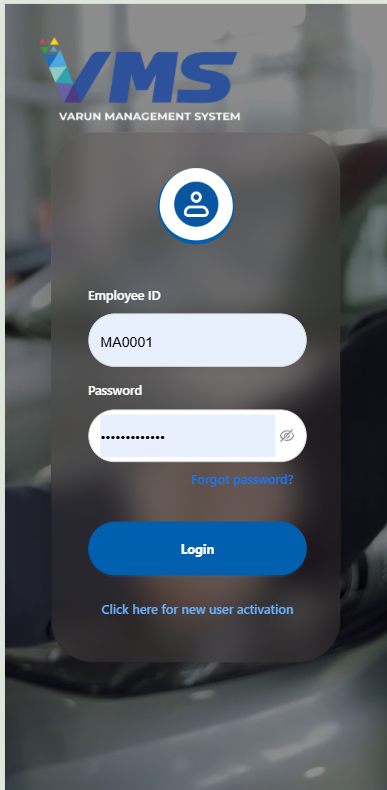 VMS
VARUN MANAGEMENT SYSTEM
Employee ID
MA0001
Password
•••••••••••••
Forgot password?
Login
Click here for new user activation